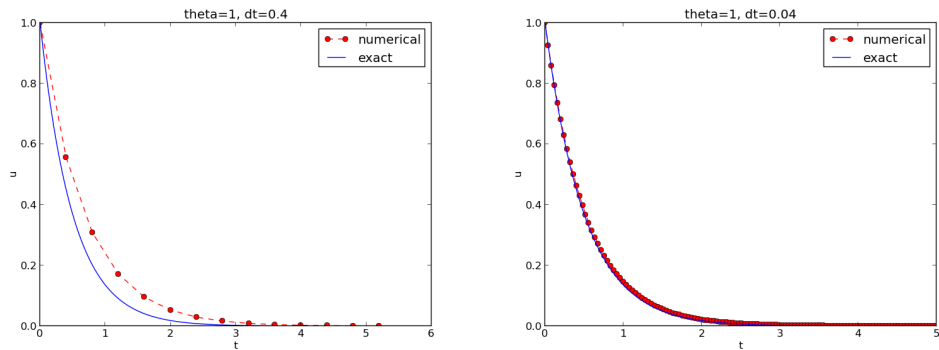 theta=1, dt=0.4
numerical
exact
1.0
0.8
0.6
0.4
0.2
0.0
u
0 1 2 3 4 5 6
t
theta=1, dt=0.04
numerical
exact
1.0
0.8
0.6
0.4
0.2
0.0
u
0 1 2 3 4 5
t